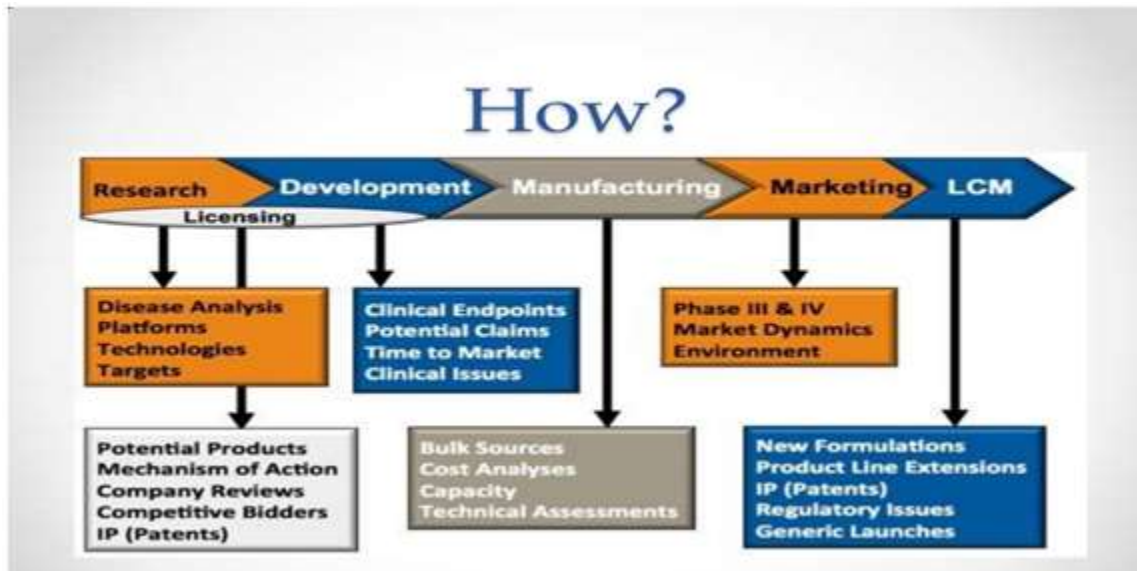 How?
Research
Development
Manufacturing
Marketing
LCM
Licensing
Disease Analysis
Platforms
Technologies
Targets
Clinical Endpoints
Potential Claims
Time to Market
Clinical Issues
Phase III & IV
Market Dynamics
Environment
Potential Products
Mechanism of Action
Company Reviews
Competitive Bidders
IP (Patents)
Bulk Sources
Cost Analyses
Capacity
Technical Assessments
New Formulations
Product Line Extensions
IP (Patents)
Regulatory Issues
Generic Launches